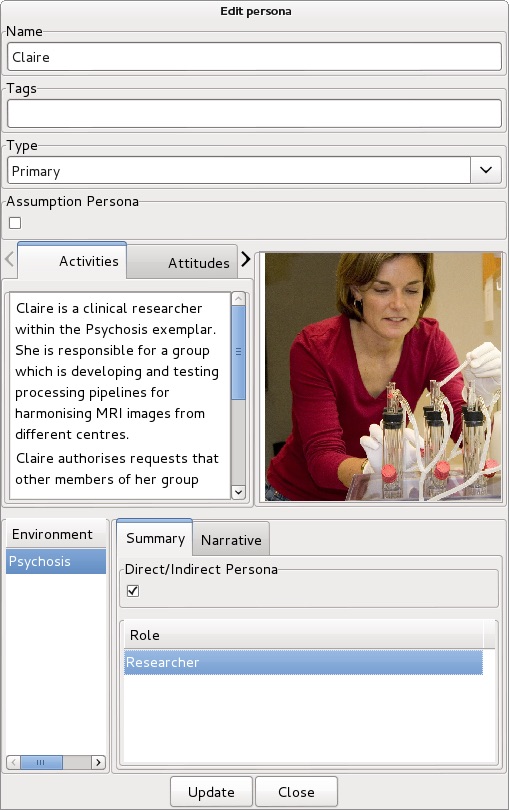 Edit persona
Name
Claire
Tags
Type
Primary
Assumption Persona
Activities
Attitudes
Claire is a clinical researcher
within the Psychosis exemplar.
She is responsible for a group
which is developing and testing
processing pipelines for
harmonising MRI images from
different centres.
Claire authorises requests that
other members of her group
Environment
Psychosis
Summary
Narrative
Direct/Indirect Persona
Role
Researcher
Update
Close